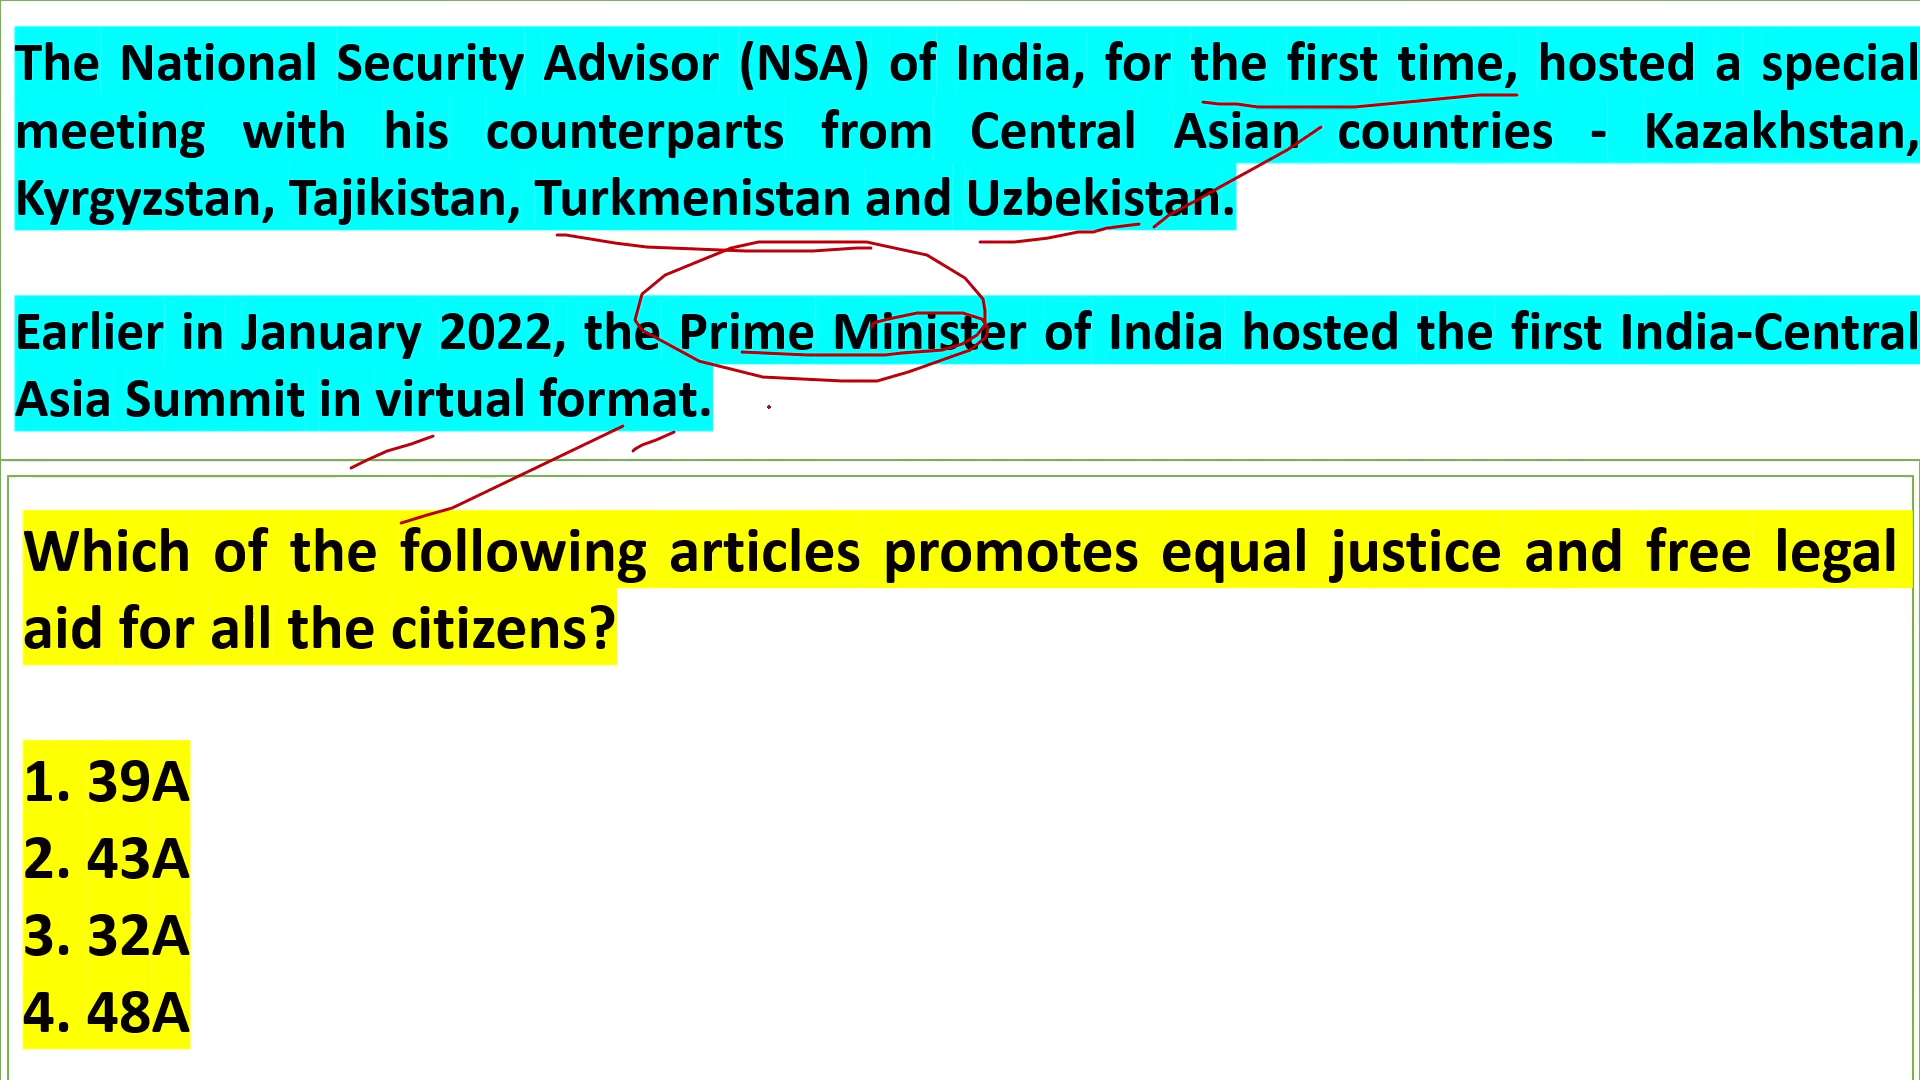 The National Security Advisor (NSA) of India, for the first time, hosted a special
meeting with his counterparts from Central Asian countries - Kazakhstan,
Kyrgyzstan, Tajikistan, Turkmenistan and Uzbekistan.
Earlier in January 2022, the Prime Minister of India hosted the first India-Central
Asia Summit in virtual format.
Which of the following articles promotes equal justice and free legal
aid for all the citizens?
1. 39A
2. 43A
3. 32A
4. 48A